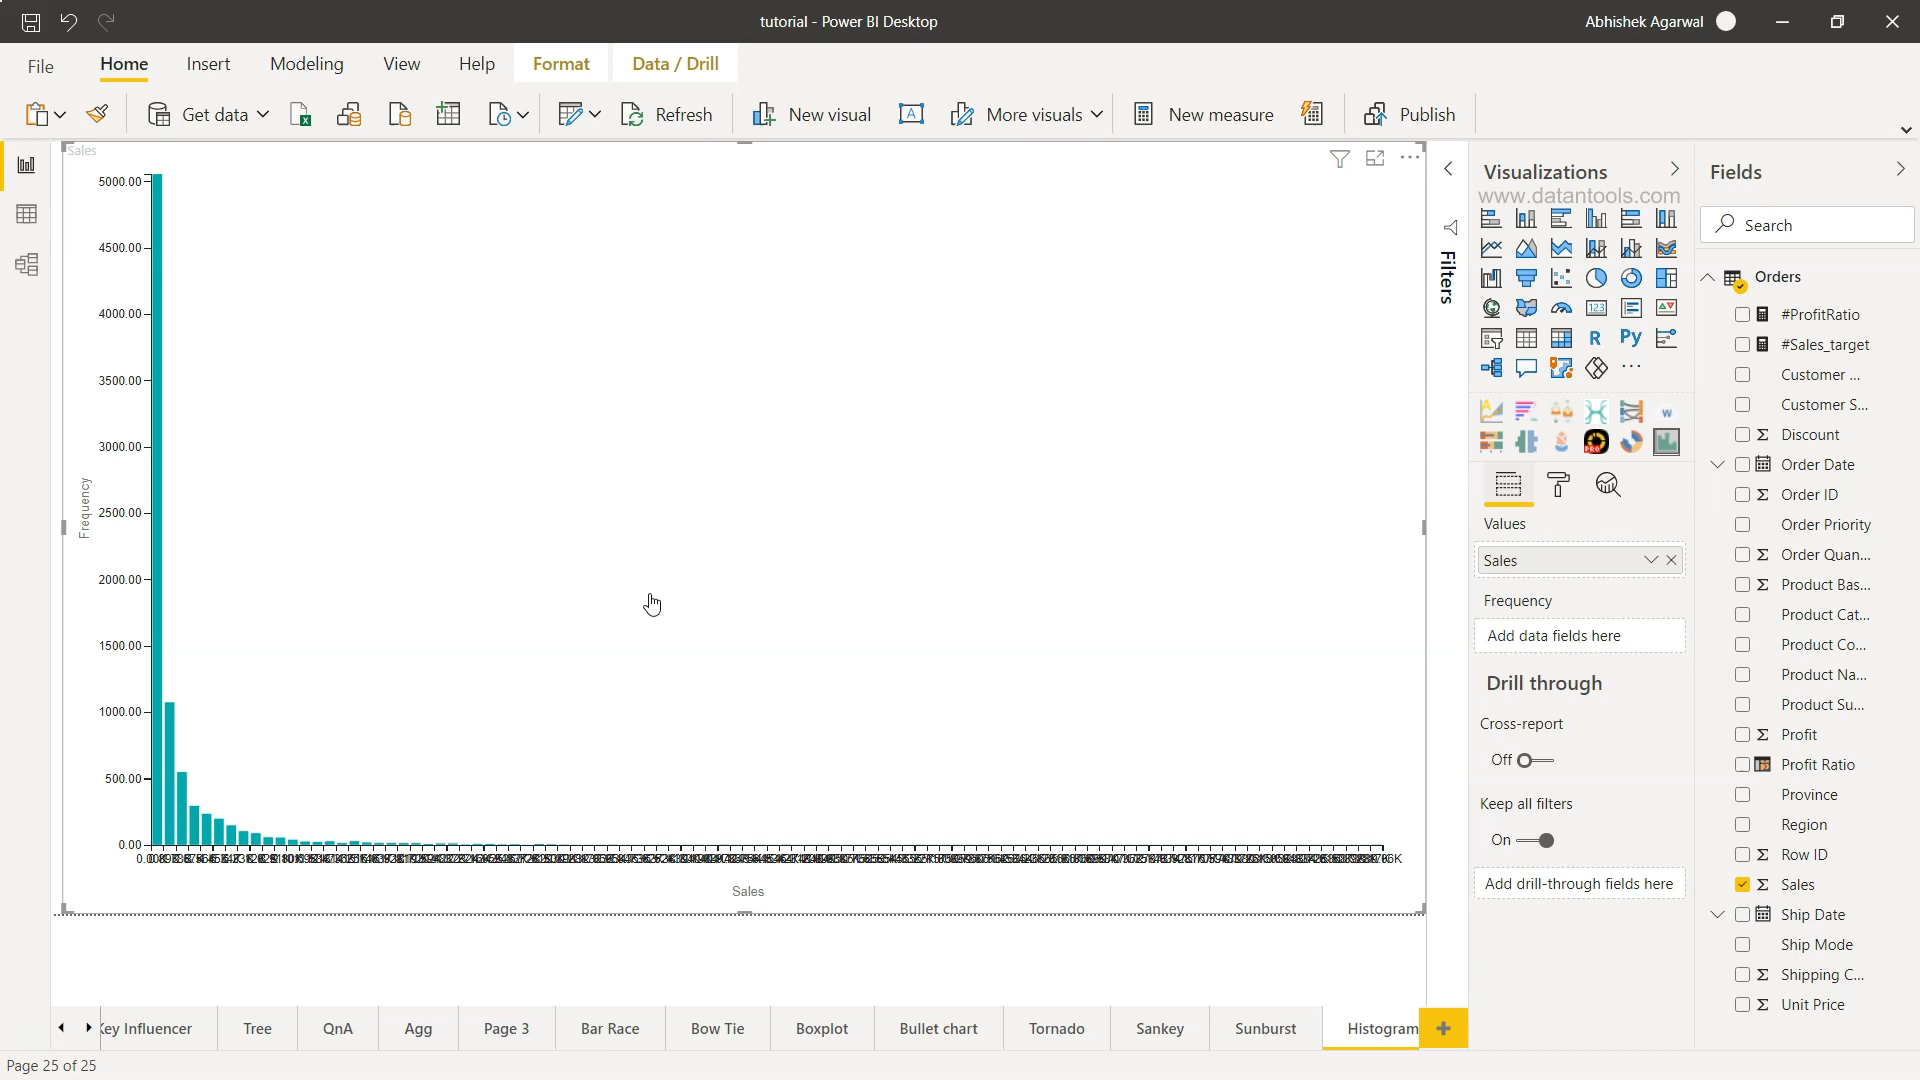 tutorial - Power BI Desktop
Abhishek Agarwal
File
Home
Insert
Modeling
View
Help
Format
Data / Drill
Get data
Refresh
New visual
More visuals
New measure
Publish
Sales
5000.00
4500.00
4000.00
3500.00
3000.00
2500.00
2000.00
1500.00
1000.00
500.00
0.00
Frequency
Sales
Filters
Visualizations
www.datantools.com
123
R
Py
W
PRO
Values
Sales
Frequency
Add data fields here
Drill through
Cross-report
Off
Keep all filters
On
Add drill-through fields here
Fields
Search
Orders
#ProfitRatio
#Sales_target
Customer ...
Customer S...
Discount
Order Date
Order ID
Order Priority
Order Quan...
Product Bas...
Product Cat...
Product Co...
Product Na...
Product Su...
Profit
Profit Ratio
Province
Region
Row ID
Sales
Ship Date
Ship Mode
Shipping C...
Unit Price
Key Influencer
Tree
QnA
Agg
Page 3
Bar Race
Bow Tie
Boxplot
Bullet chart
Tornado
Sankey
Sunburst
Histogram
Page 25 of 25